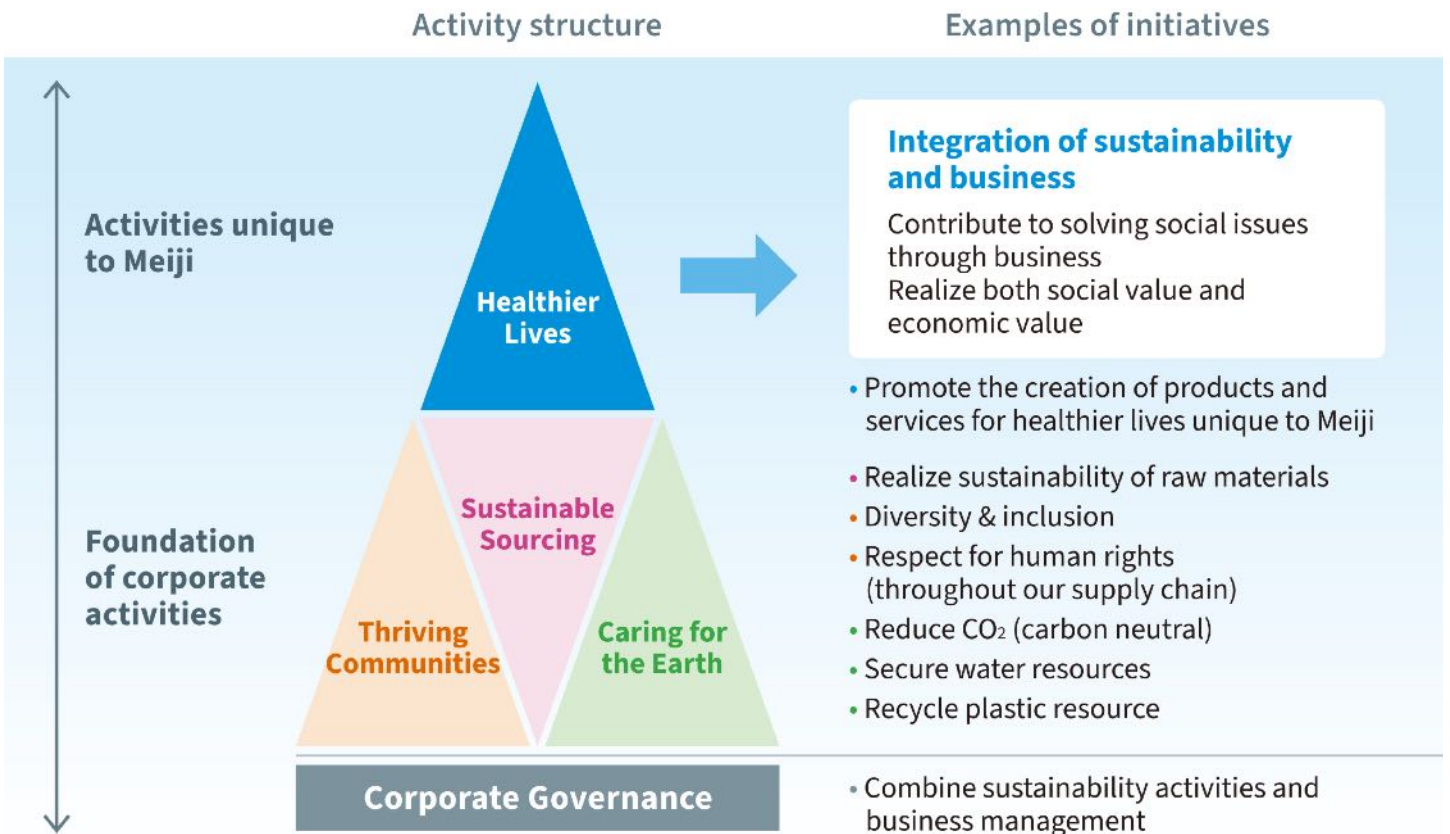 Activity structure
Examples of initiatives
Activities unique
to Meiji
Healthier
Lives
Integration of sustainability
and business
Contribute to solving social issues
through business
Realize both social value and
economic value
• Promote the creation of products and
services for healthier lives unique to Meiji
Foundation
of corporate
activities
Sustainable
Sourcing
Thriving
Communities
Caring for
the Earth
• Realize sustainability of raw materials
• Diversity & inclusion
• Respect for human rights
(throughout our supply chain)
• Reduce CO₂ (carbon neutral)
• Secure water resources
• Recycle plastic resource
Corporate Governance
• Combine sustainability activities and
business management